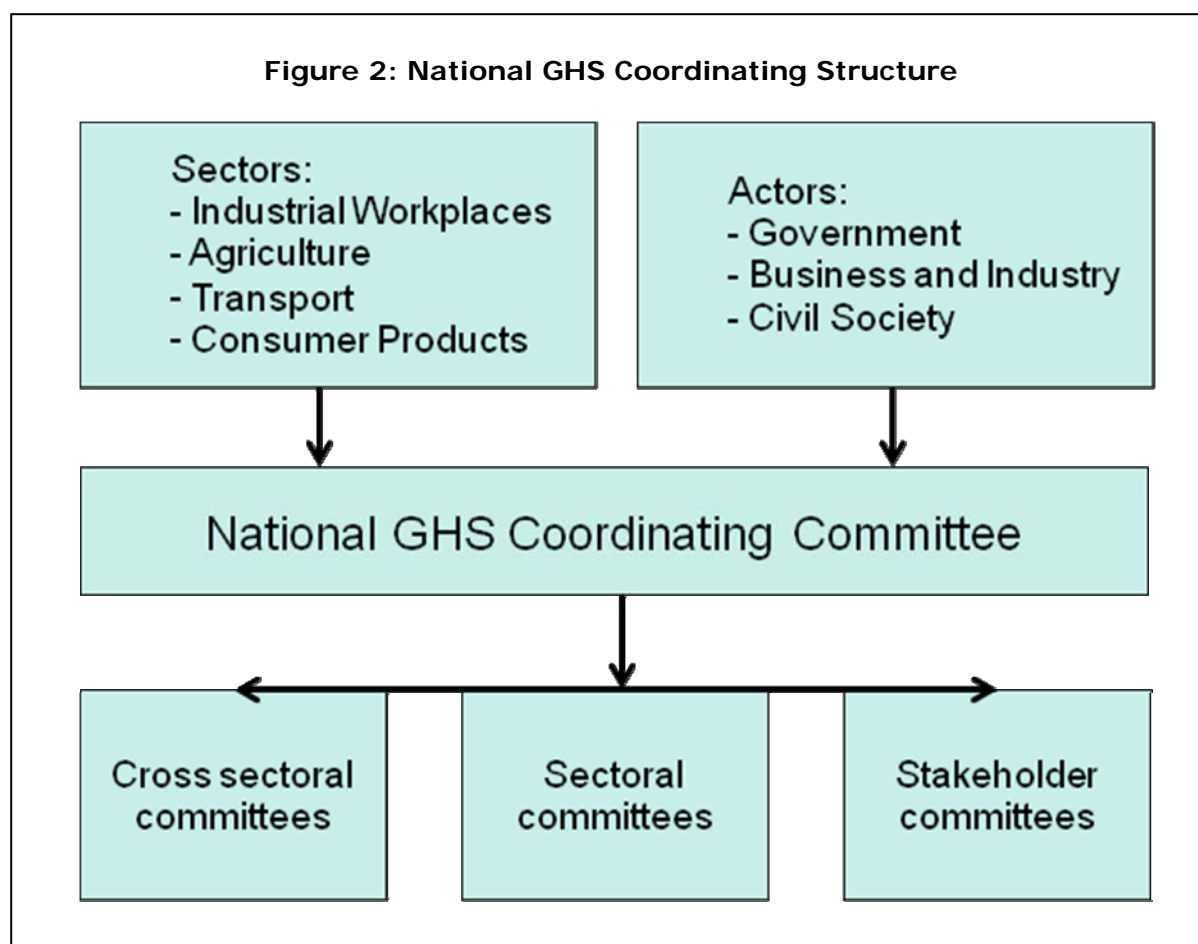 Figure 2: National GHS Coordinating Structure
Sectors:
- Industrial Workplaces
- Agriculture
- Transport
- Consumer Products
Actors:
- Government
- Business and Industry
- Civil Society
National GHS Coordinating Committee
Cross sectoral
committees
Sectoral
committees
Stakeholder
committees